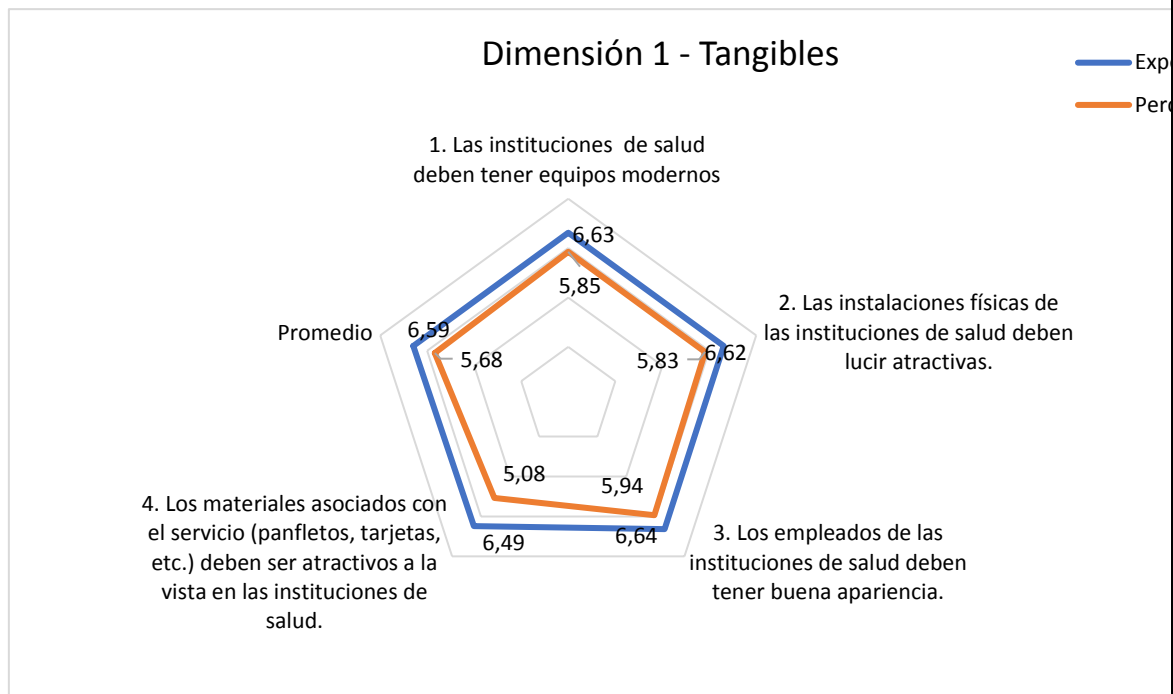 Dimensión 1 - Tangibles
Expe
Perc
1. Las instituciones de salud
deben tener equipos modernos
6,63
5,85
2. Las instalaciones físicas de
las instituciones de salud deben
lucir atractivas.
5,83
6,62
Promedio
6,59
5,68
5,08
5,94
6,49
6,64
3. Los empleados de las
instituciones de salud deben
tener buena apariencia.
4. Los materiales asociados con
el servicio (panfletos, tarjetas,
etc.) deben ser atractivos a la
vista en las instituciones de
salud.